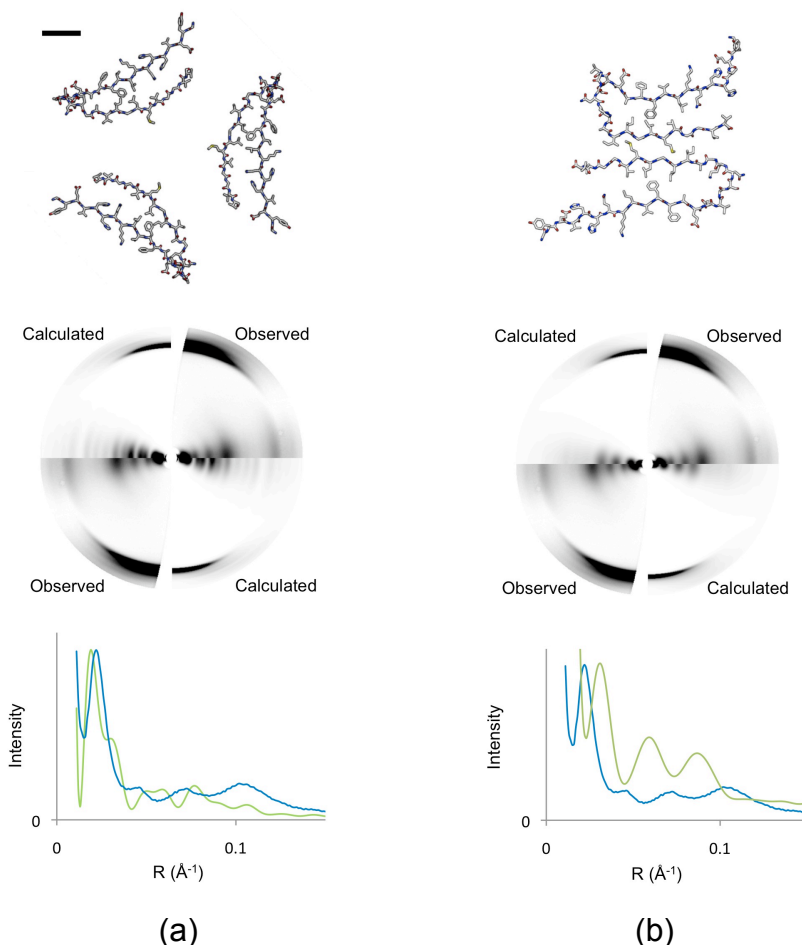 Calculated Observed
Observed Calculated
Calculated Observed
Observed Calculated
Intensity
0
0 0.1
R (Å⁻¹)
Intensity
0
0 0.1
R (Å⁻¹)
(a) (b)